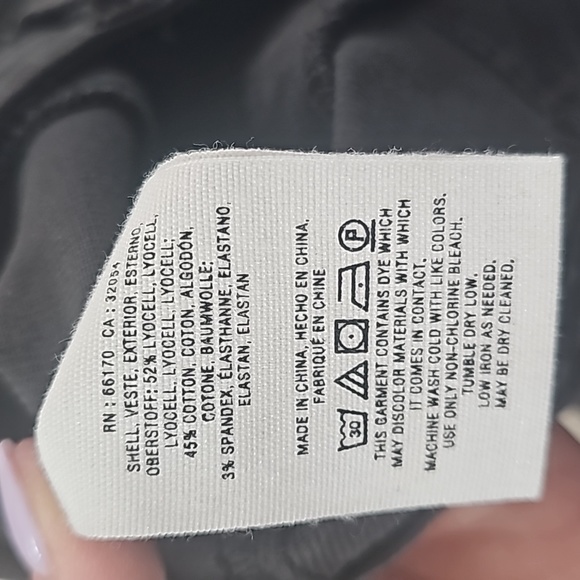 RN : 66170 CA : 32054
SHELL, VESTE, EXTERIOR, ESTERNO,
OBERSTOFF: 52% LYOCELL, LYOCELL,
LYOCELL, LYOCELL, LYOCELL;
45% COTTON, COTON, ALGODÓN,
COTONE, BAUMWOLLE;
3% SPANDEX, ÉLASTHANNE, ELASTANO,
ELASTAN, ELASTAN
MADE IN CHINA, HECHO EN CHINA,
FABRIQUÉ EN CHINE
30 P
THIS GARMENT CONTAINS DYE WHICH
MAY DISCOLOR MATERIALS WITH WHICH
IT COMES IN CONTACT.
MACHINE WASH COLD WITH LIKE COLORS.
USE ONLY NON-CHLORINE BLEACH.
TUMBLE DRY LOW.
LOW IRON AS NEEDED.
MAY BE DRY CLEANED.